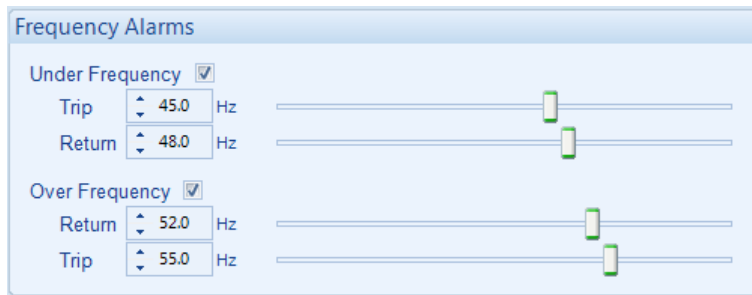 Frequency Alarms
Under Frequency
Trip 45.0 Hz
Return 48.0 Hz
Over Frequency
Return 52.0 Hz
Trip 55.0 Hz